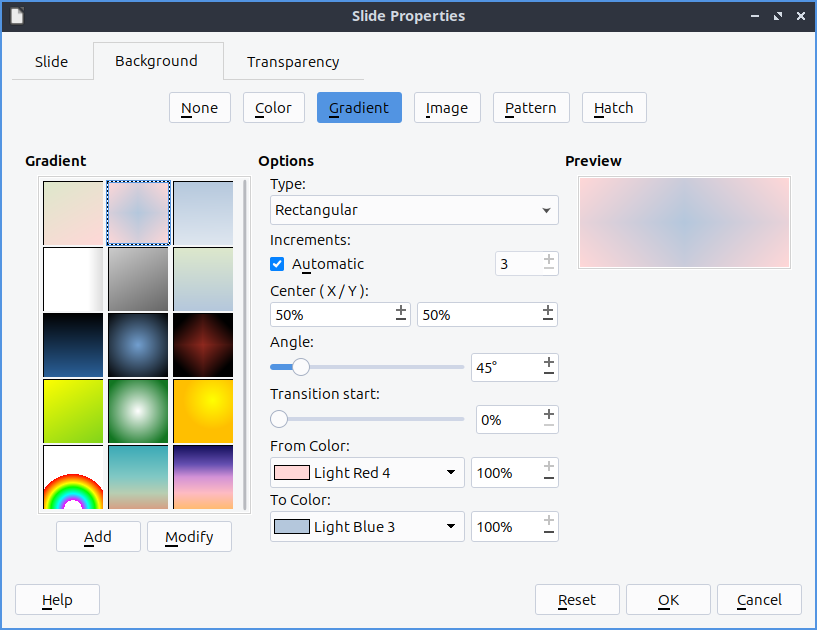 Slide Properties
Slide Background Transparency
None Color Gradient Image Pattern Hatch
Gradient
Options
Preview
Type:
Rectangular
Increments:
Automatic 3
Center ( X / Y ):
50% 50%
Angle:
45°
Transition start:
0%
From Color:
Light Red 4 100%
To Color:
Light Blue 3 100%
Add Modify
Help Reset OK Cancel